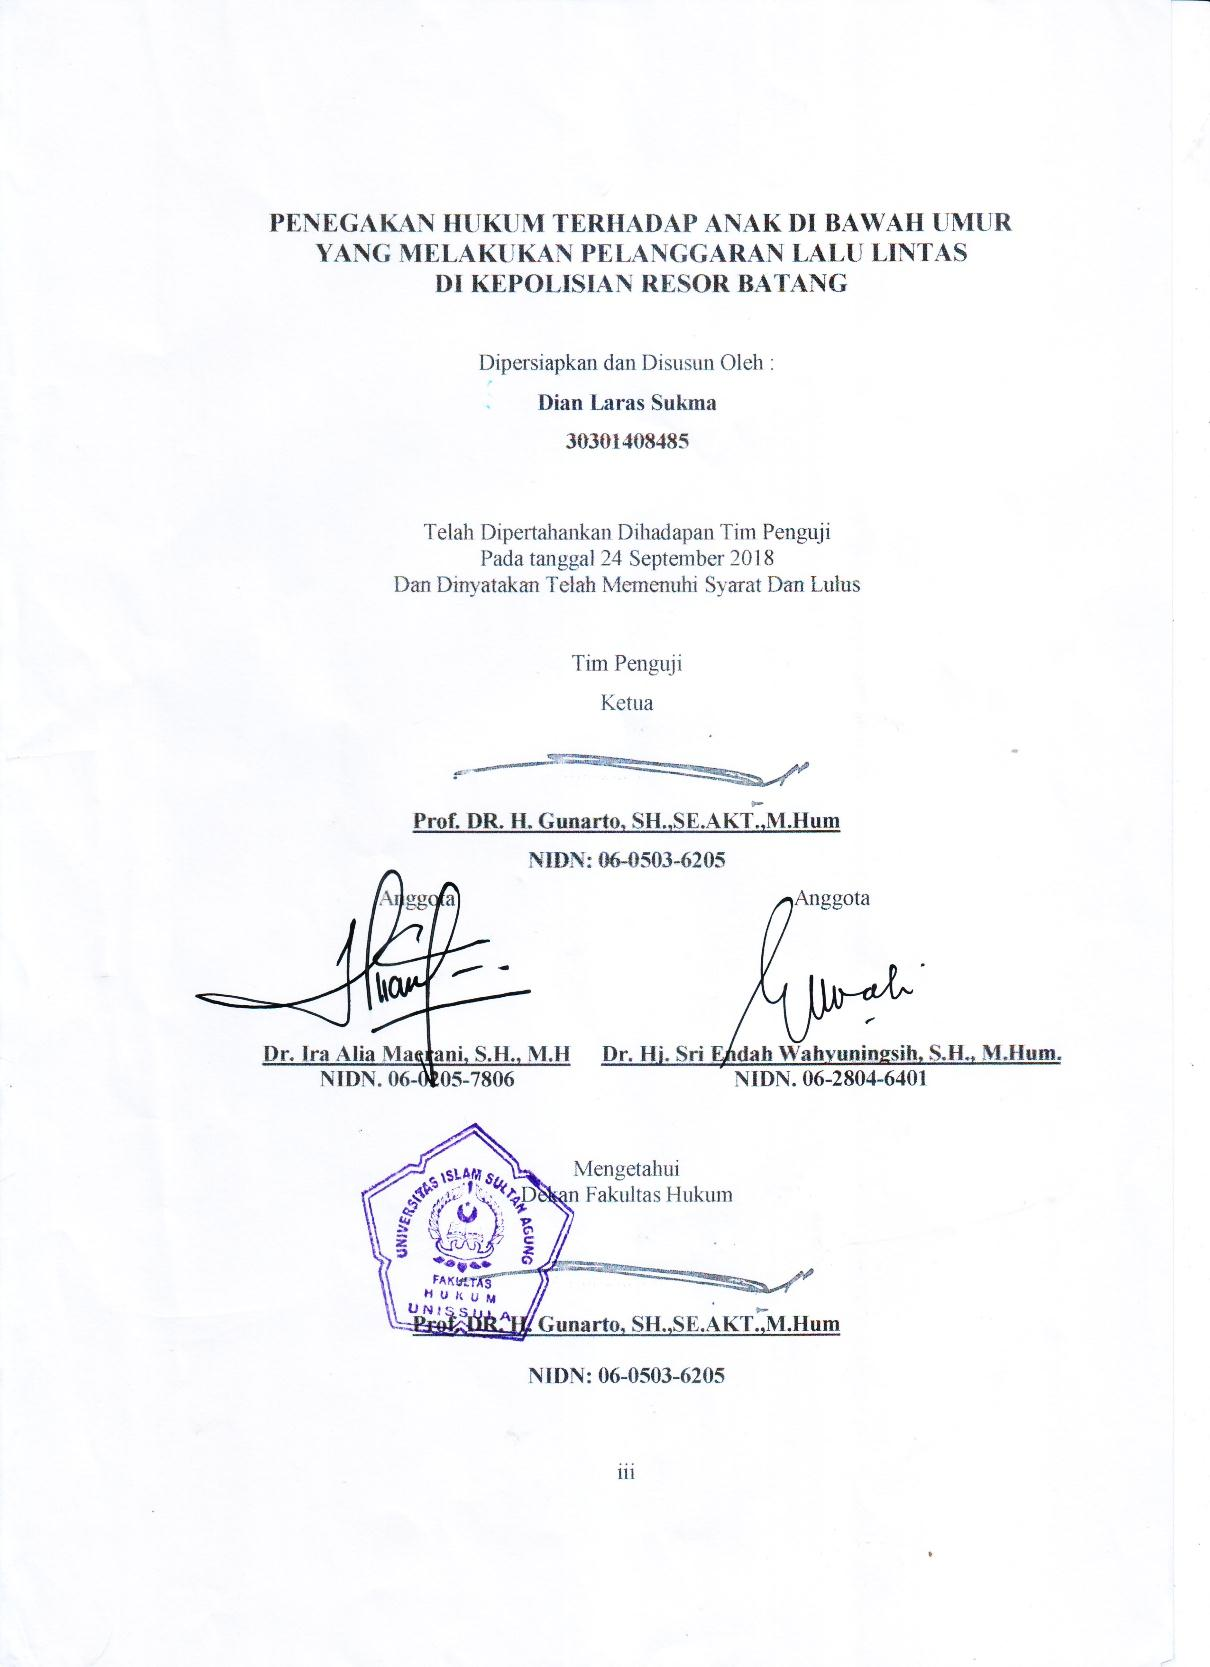 PENEGAKAN HUKUM TERHADAP ANAK DI BAWAH UMUR
YANG MELAKUKAN PELANGGARAN LALU LINTAS
DI KEPOLISIAN RESOR BATANG
Dipersiapkan dan Disusun Oleh :
Dian Laras Sukma
30301408485
Telah Dipertahankan Dihadapan Tim Penguji
Pada tanggal 24 September 2018
Dan Dinyatakan Telah Memenuhi Syarat Dan Lulus
Tim Penguji
Ketua
Prof. DR. H. Gunarto, SH.,SE.AKT.,M.Hum
NIDN: 06-0503-6205
Anggota Anggota
Dr. Ira Alia Maerani, S.H., M.H Dr. Hj. Sri Endah Wahyuningsih, S.H., M.Hum.
NIDN. 06-0205-7806 NIDN. 06-2804-6401
Mengetahui
Dekan Fakultas Hukum
UNIVERSITAS ISLAM SULTAN AGUNG
FAKULTAS
HUKUM
UNISSULA
Prof. DR. H. Gunarto, SH.,SE.AKT.,M.Hum
NIDN: 06-0503-6205
iii